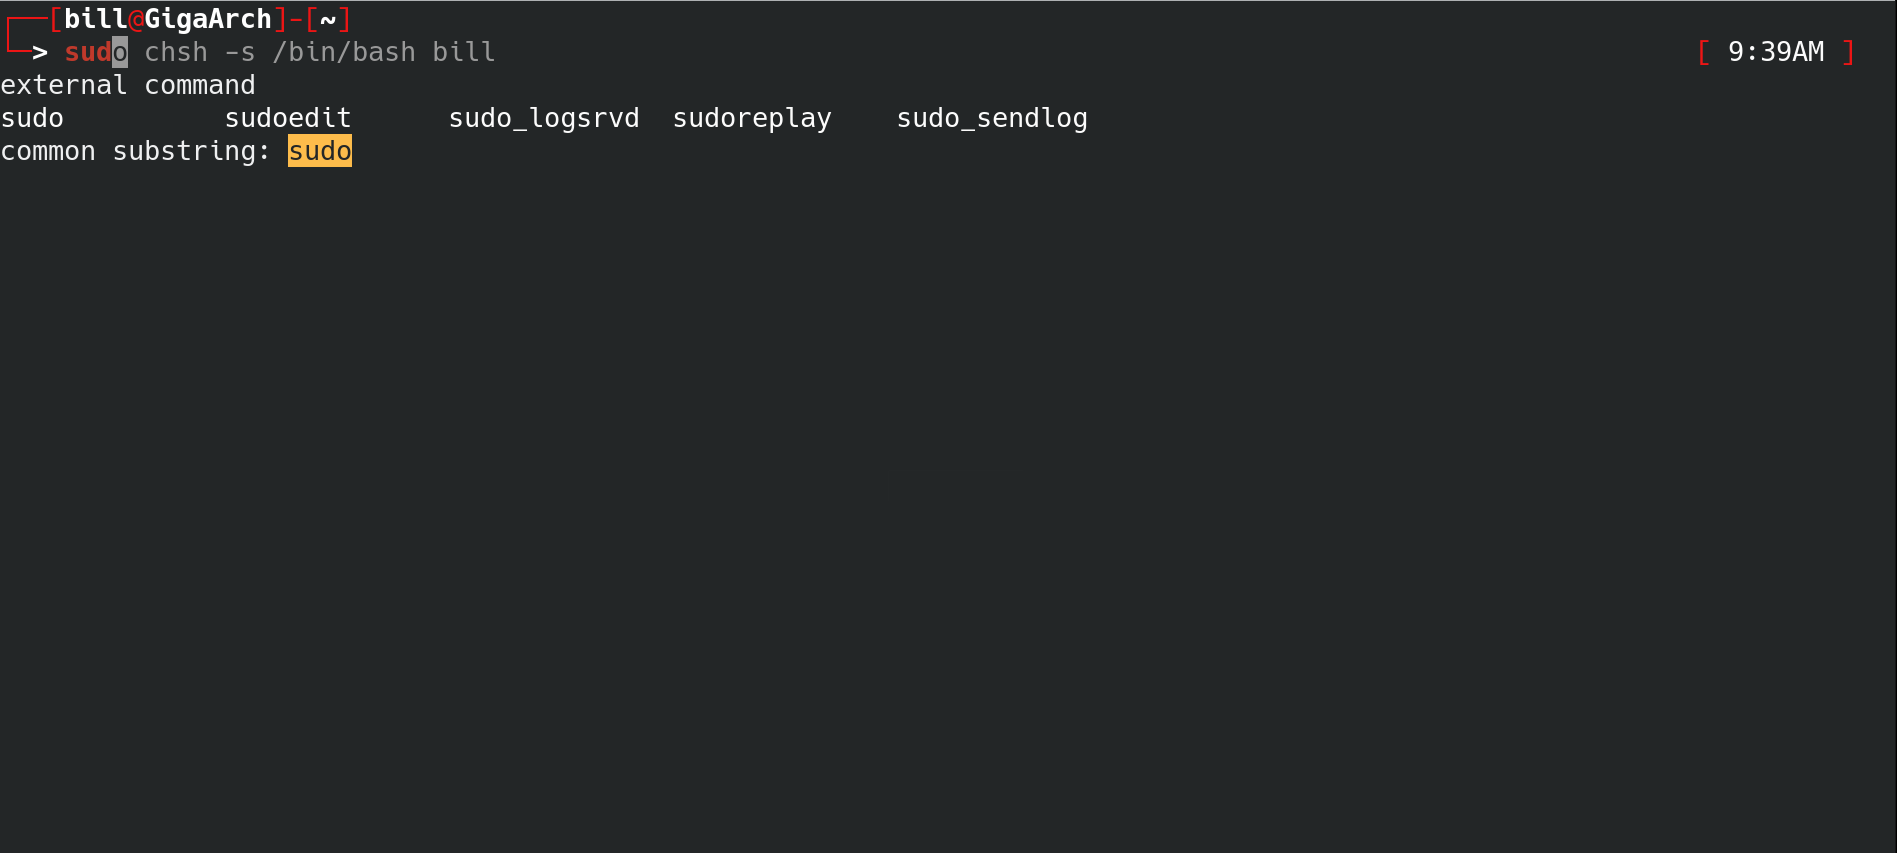 ┌──[bill@GigaArch]-[~]
└─> sudo chsh -s /bin/bash bill [ 9:39AM ]
external command
sudo sudoedit sudo_logsrvd sudoreplay sudo_sendlog
common substring: sudo